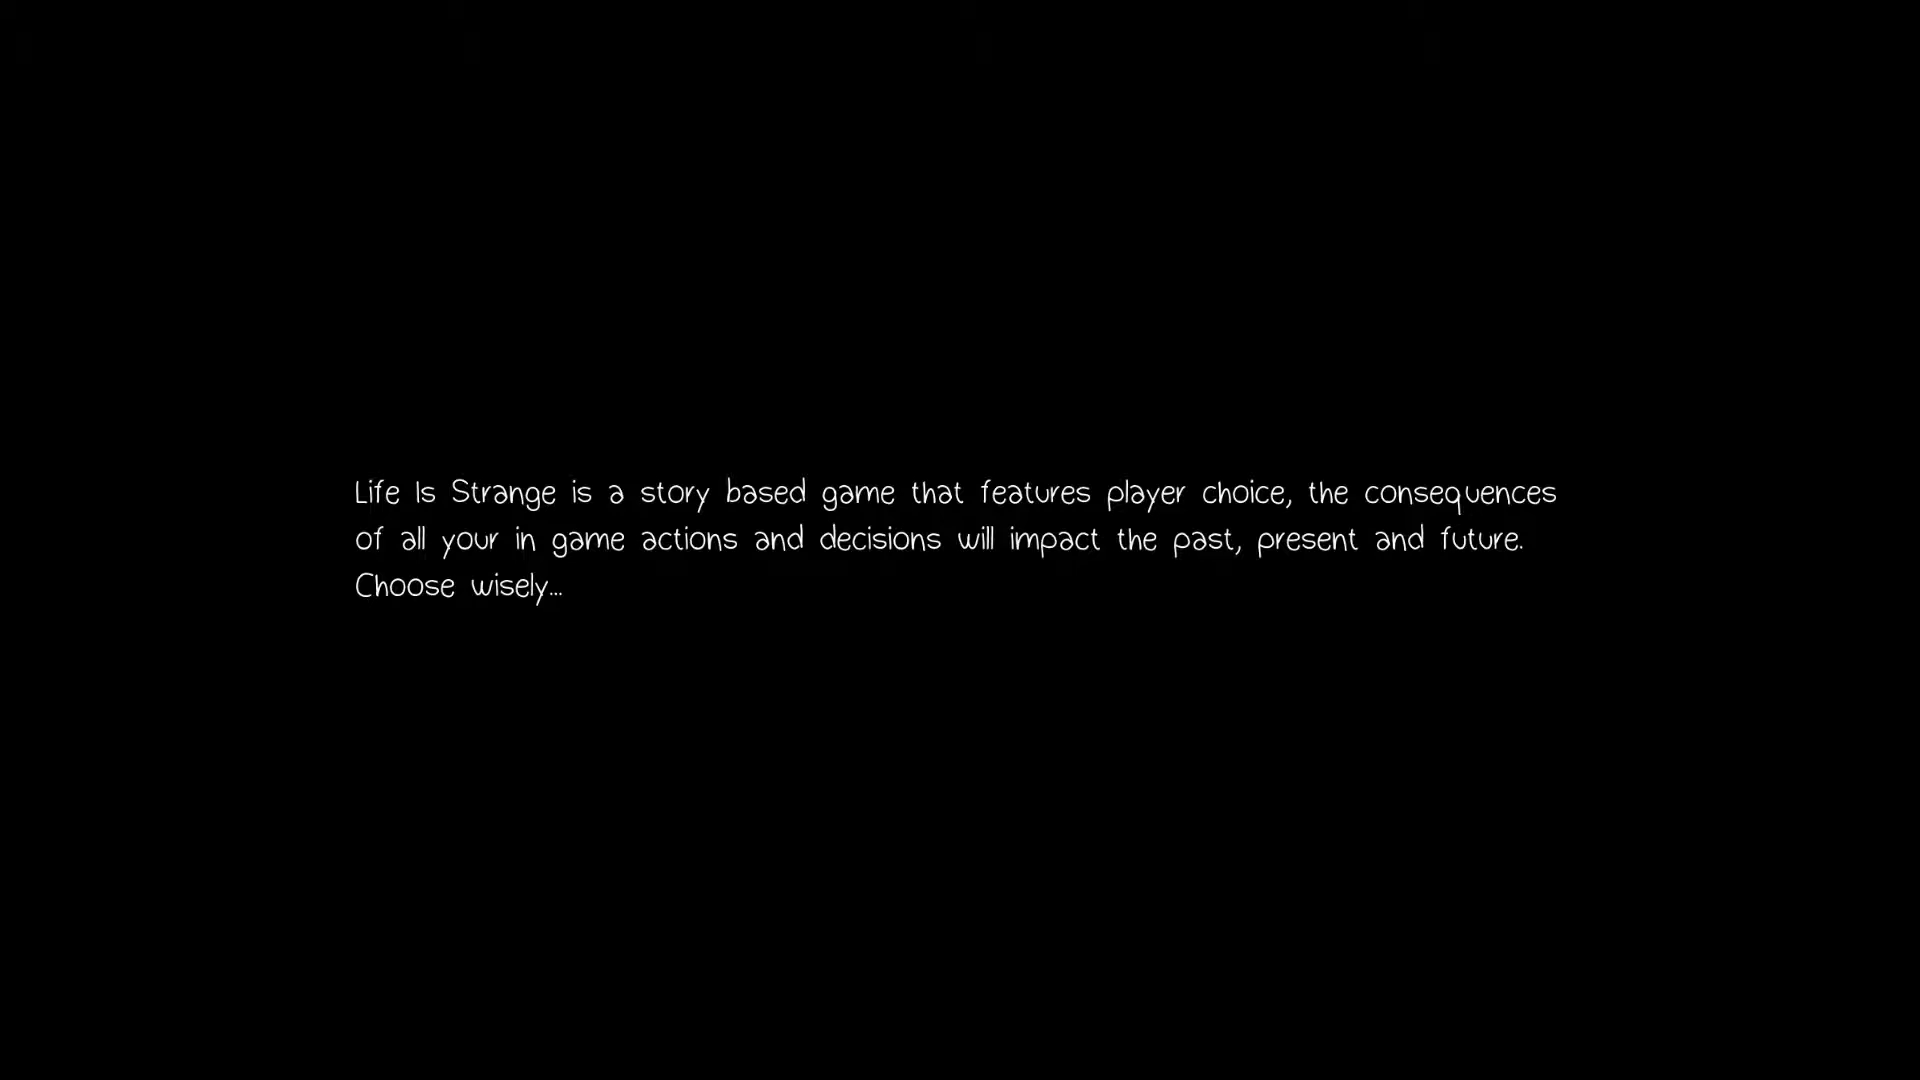 Life Is Strange is a story based game that features player choice, the consequences
of all your in game actions and decisions will impact the past, present and future.
Choose wisely...